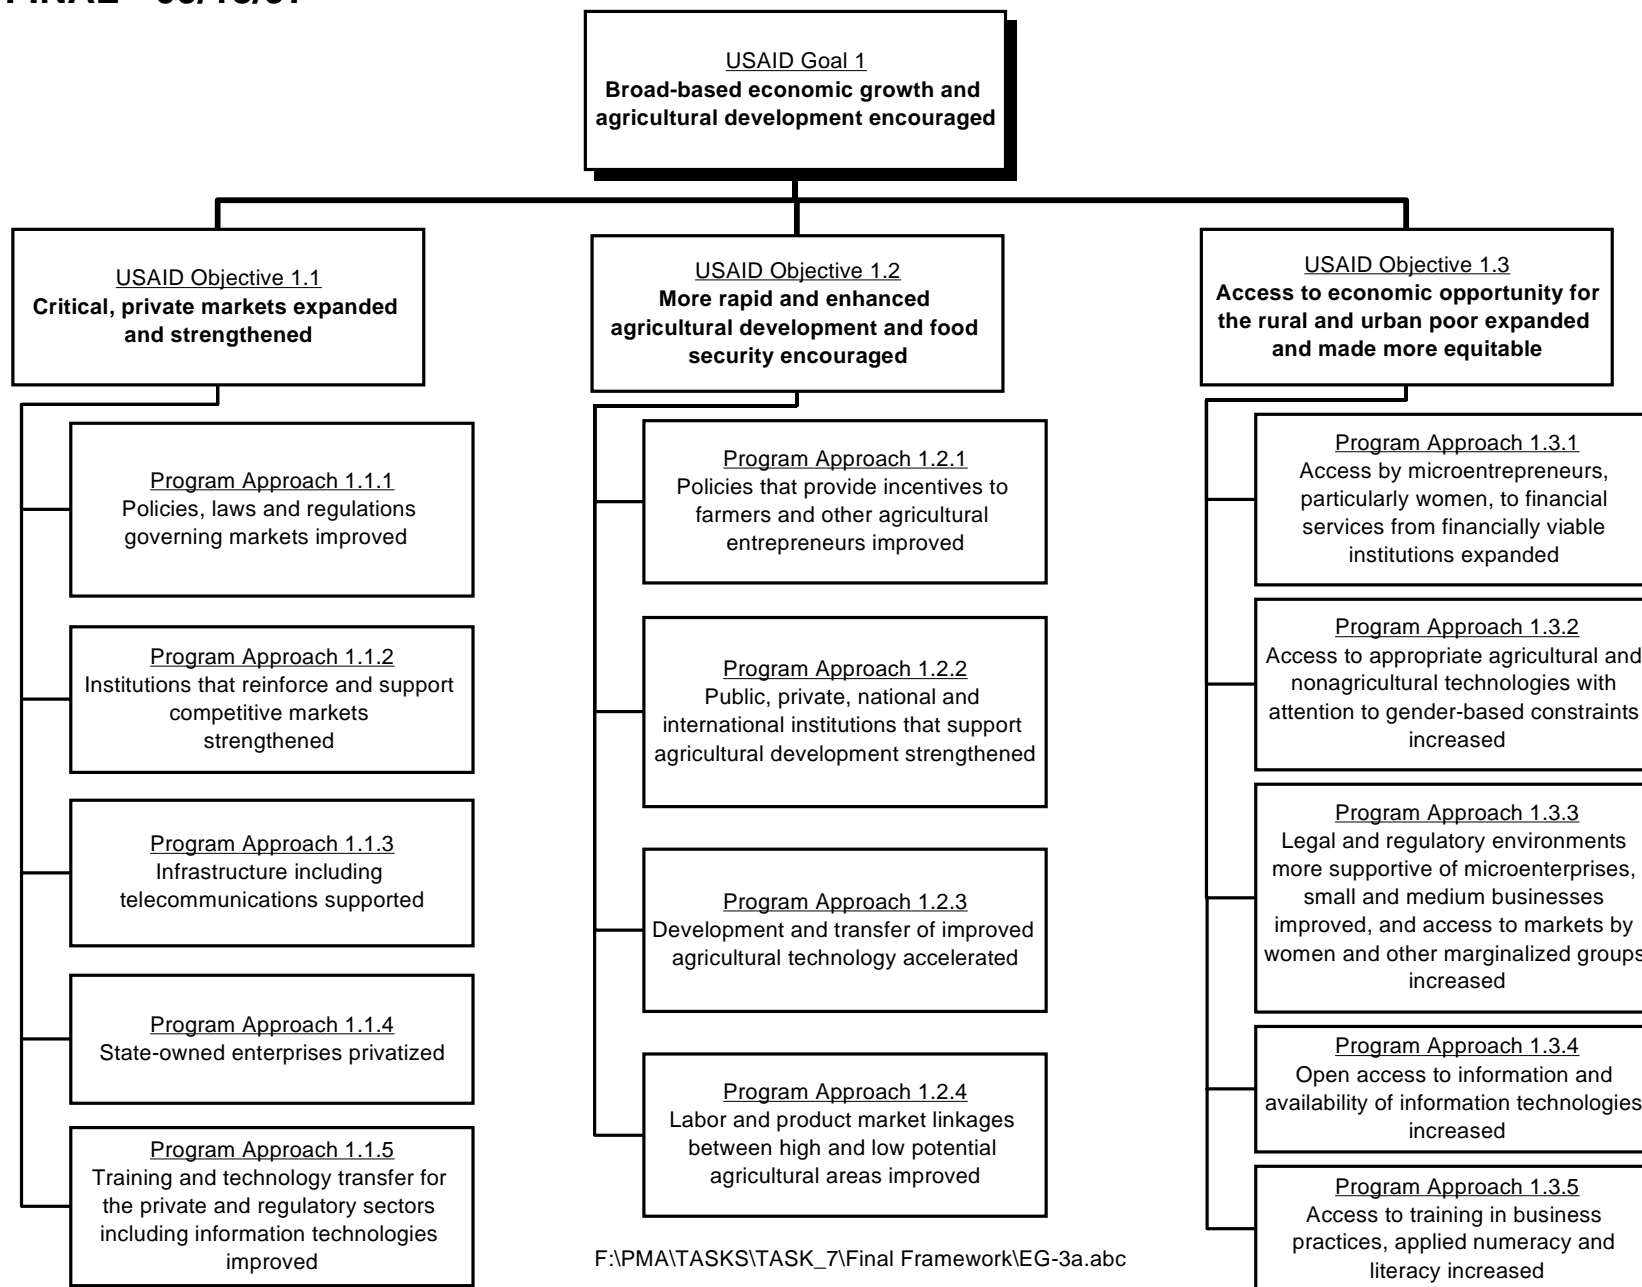 USAID Goal 1
Broad-based economic growth and
agricultural development encouraged
USAID Objective 1.1
Critical, private markets expanded
and strengthened
Program Approach 1.1.1
Policies, laws and regulations
governing markets improved
Program Approach 1.1.2
Institutions that reinforce and support
competitive markets
strengthened
Program Approach 1.1.3
Infrastructure including
telecommunications supported
Program Approach 1.1.4
State-owned enterprises privatized
Program Approach 1.1.5
Training and technology transfer for
the private and regulatory sectors
including information technologies
improved
USAID Objective 1.2
More rapid and enhanced
agricultural development and food
security encouraged
Program Approach 1.2.1
Policies that provide incentives to
farmers and other agricultural
entrepreneurs improved
Program Approach 1.2.2
Public, private, national and
international institutions that support
agricultural development strengthened
Program Approach 1.2.3
Development and transfer of improved
agricultural technology accelerated
Program Approach 1.2.4
Labor and product market linkages
between high and low potential
agricultural areas improved
USAID Objective 1.3
Access to economic opportunity for
the rural and urban poor expanded
and made more equitable
Program Approach 1.3.1
Access by microentrepreneurs,
particularly women, to financial
services from financially viable
institutions expanded
Program Approach 1.3.2
Access to appropriate agricultural and
nonagricultural technologies with
attention to gender-based constraints
increased
Program Approach 1.3.3
Legal and regulatory environments
more supportive of microenterprises,
small and medium businesses
improved, and access to markets by
women and other marginalized groups
increased
Program Approach 1.3.4
Open access to information and
availability of information technologies
increased
Program Approach 1.3.5
Access to training in business
practices, applied numeracy and
literacy increased
F:\PMA\TASKS\TASK_7\Final Framework\EG-3a.abc